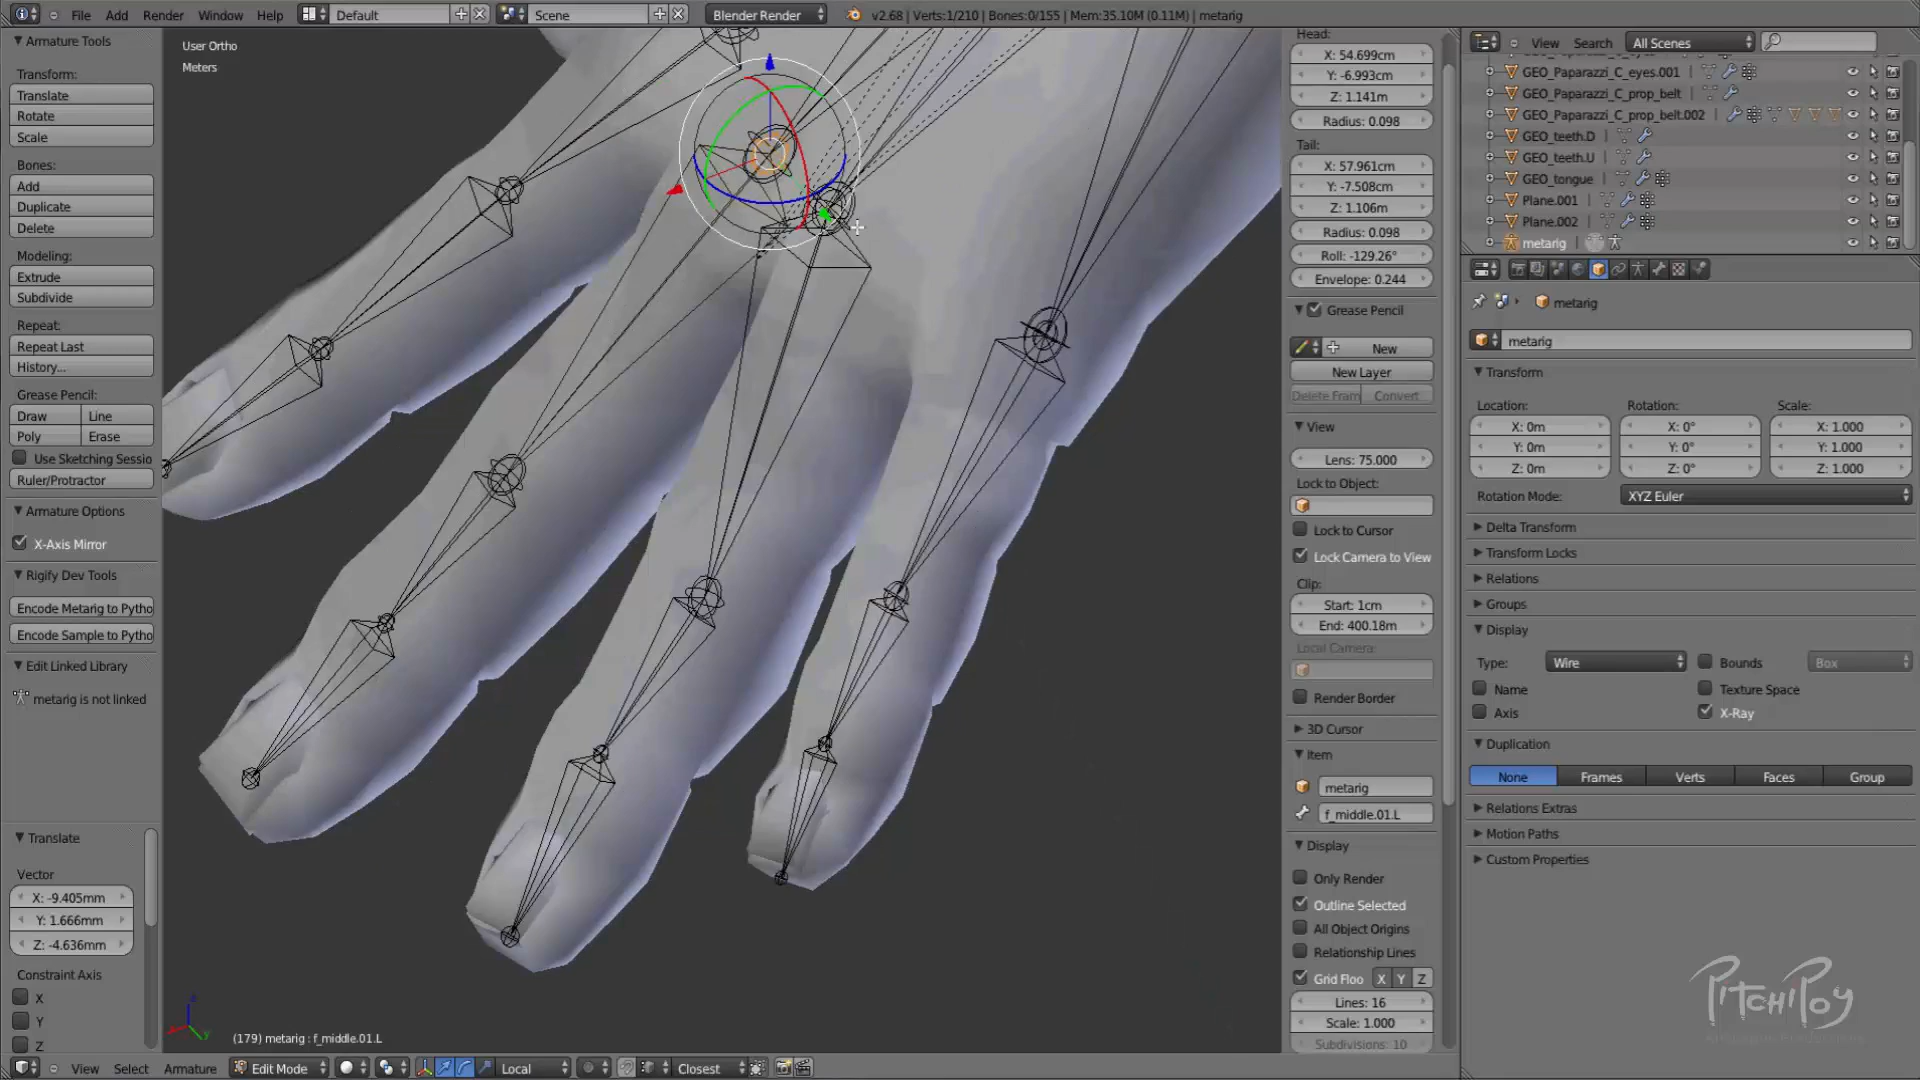 File Add Render Window Help Default Scene Blender Render v2.68 | Verts:1/210 | Bones:0/155 | Mem:35.10M (0.11M) | metarig
Armature Tools
Transform:
Translate
Rotate
Scale
Bones:
Add
Duplicate
Delete
Modeling:
Extrude
Subdivide
Repeat:
Repeat Last
History...
Grease Pencil:
Draw Line
Poly Erase
Use Sketching Sessio
Ruler/Protractor
Armature Options
X-Axis Mirror
Rigify Dev Tools
Encode Metarig to Pytho
Encode Sample to Pytho
Edit Linked Library
metarig is not linked
Translate
Vector
X: -9.405mm
Y: 1.666mm
Z: -4.636mm
Constraint Axis
X
Y
Z
User Ortho
Meters
(179) metarig : f_middle.01.L
View Select Armature Edit Mode Local Closest
Head:
X: 54.699cm
Y: -6.993cm
Z: 1.141m
Radius: 0.098
Tail:
X: 57.961cm
Y: -7.508cm
Z: 1.106m
Radius: 0.098
Roll: -129.26°
Envelope: 0.244
Grease Pencil
New
New Layer
Delete Fram Convert
View
Lens: 75.000
Lock to Object:
Lock to Cursor
Lock Camera to View
Clip:
Start: 1cm
End: 400.18m
Local Camera:
Render Border
3D Cursor
Item
metarig
f_middle.01.L
Display
Only Render
Outline Selected
All Object Origins
Relationship Lines
Grid Floo X Y Z
Lines: 16
Scale: 1.000
Subdivisions: 10
View Search All Scenes
GEO_Paparazzi_C_eyes.001
GEO_Paparazzi_C_prop_belt
GEO_Paparazzi_C_prop_belt.002
GEO_teeth.D
GEO_teeth.U
GEO_tongue
Plane.001
Plane.002
metarig
metarig
metarig
Transform
Location: Rotation: Scale:
X: 0m X: 0° X: 1.000
Y: 0m Y: 0° Y: 1.000
Z: 0m Z: 0° Z: 1.000
Rotation Mode: XYZ Euler
Delta Transform
Transform Locks
Relations
Groups
Display
Type: Wire Bounds Box
Name Texture Space
Axis X-Ray
Duplication
None Frames Verts Faces Group
Relations Extras
Motion Paths
Custom Properties
PitchiPoy